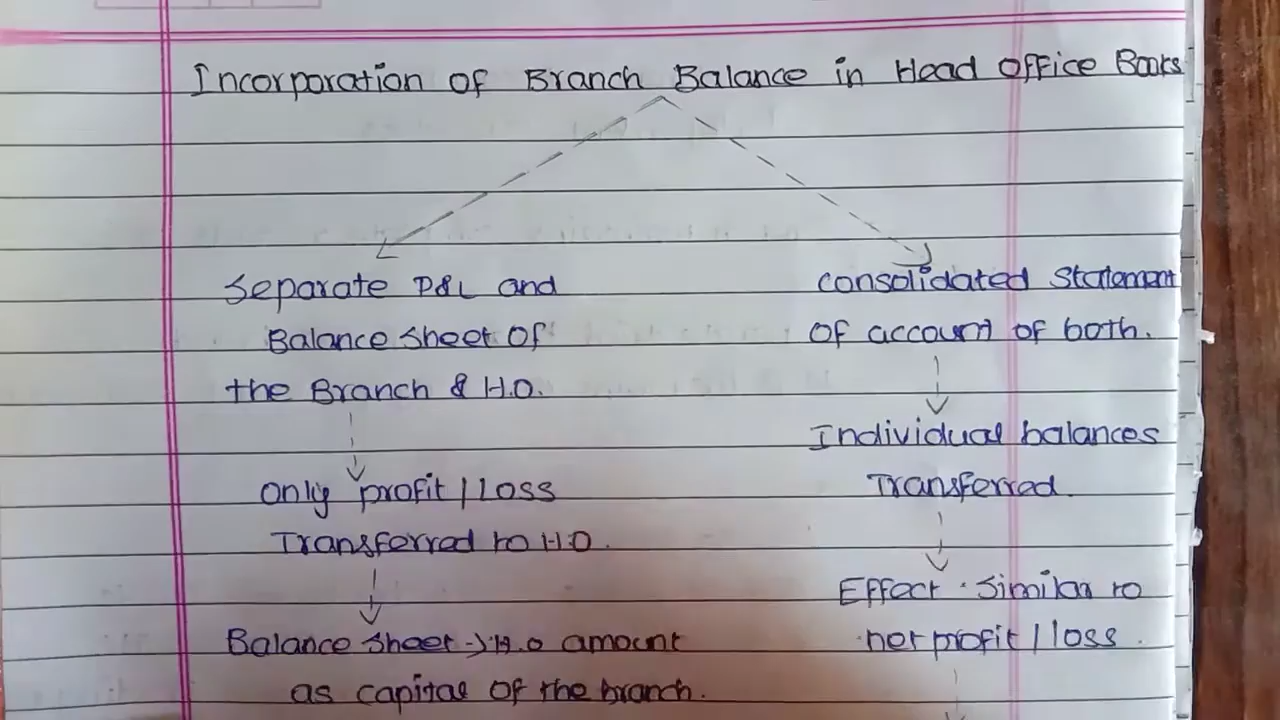 Incorporation of Branch Balance in Head Office Books
Separate P&L and
Balance Sheet Of
the Branch & H.O.
Only profit / Loss
Transferred to H.O.
Balance Sheet → H.O amount
as capital Of the branch.
Consolidated Statement
Of account of both.
Individual balances
Transferred.
Effect Similar to
net profit / loss.